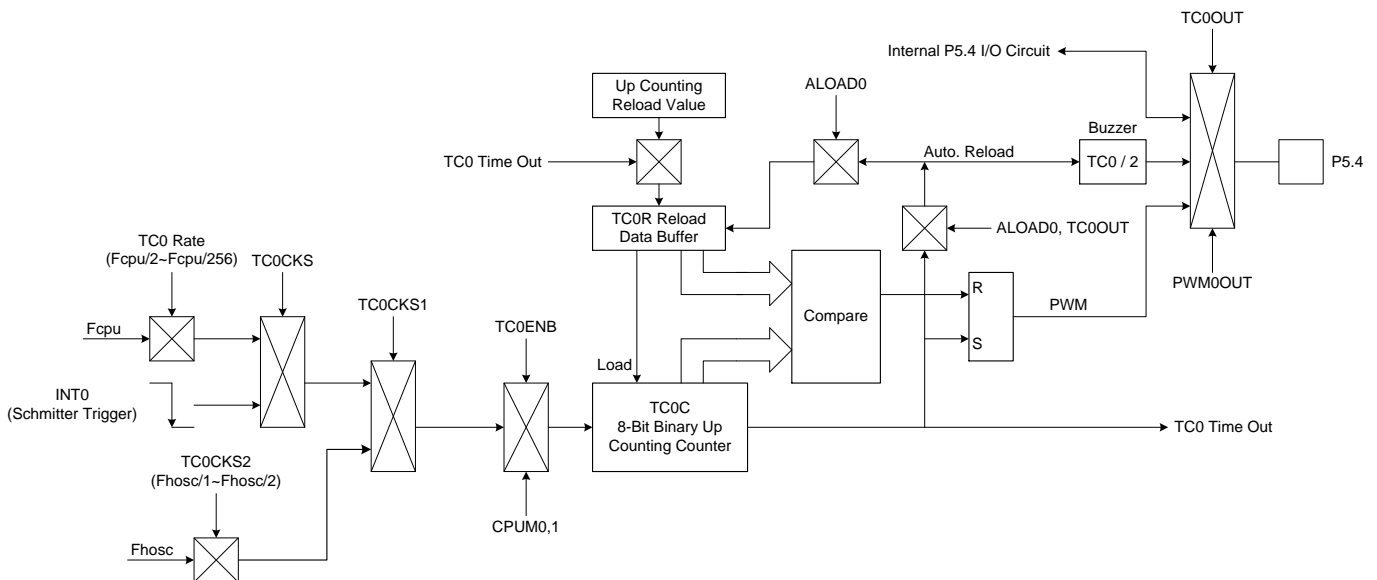 TC0OUT
Internal P5.4 I/O Circuit
Up Counting
Reload Value
ALOAD0
Buzzer
TC0 Time Out
Auto. Reload
TC0 / 2
P5.4
TC0R Reload
Data Buffer
ALOAD0, TC0OUT
TC0 Rate
(Fcpu/2~Fcpu/256)
TC0CKS
PWM0OUT
TC0CKS1
R
PWM
Compare
TC0ENB
Fcpu
S
Load
INT0
(Schmitter Trigger)
TC0C
8-Bit Binary Up
Counting Counter
TC0 Time Out
TC0CKS2
(Fhosc/1~Fhosc/2)
CPUM0,1
Fhosc